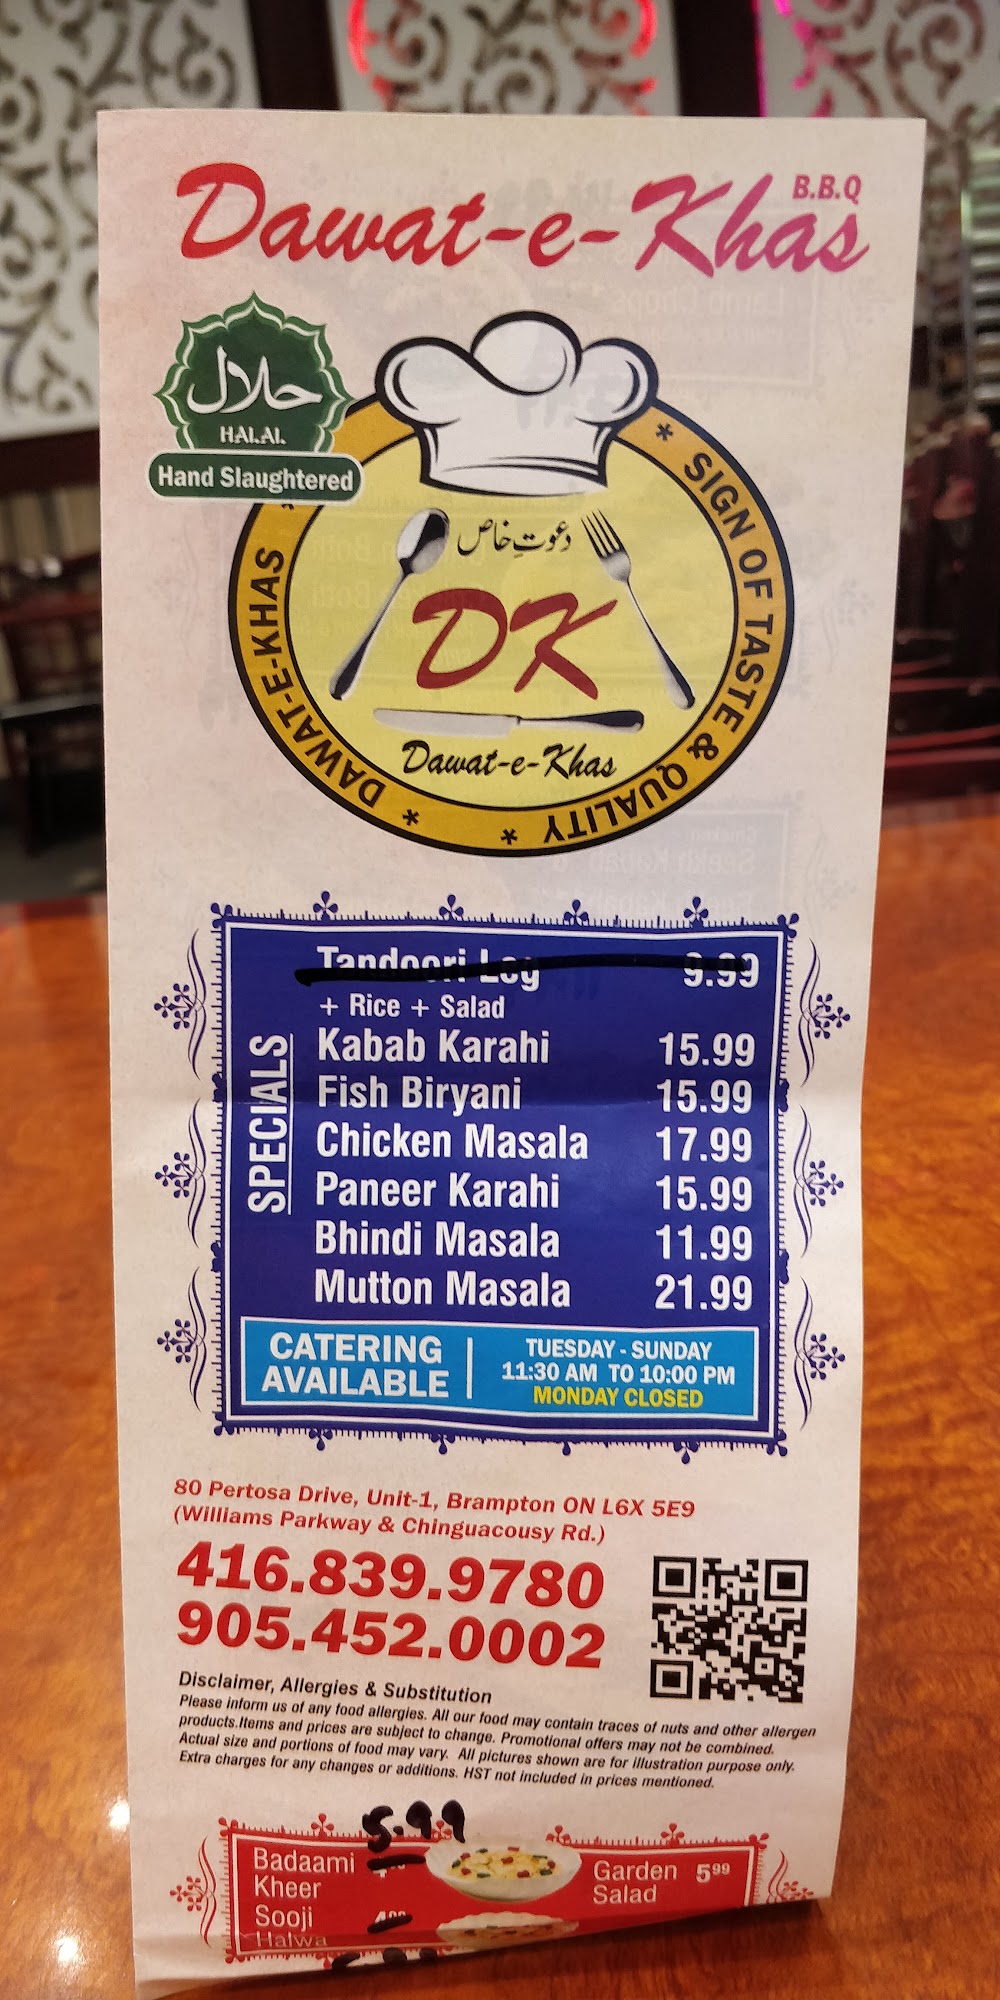 Dawat-e-Khas
B.B.Q
حلال
HALAL
Hand Slaughtered
* DAWAT-E-KHAS * SIGN OF TASTE & QUALITY *
دعوتِ خاص
DK
Dawat-e-Khas
SPECIALS
Tandoori Leg 9.99
+ Rice + Salad
Kabab Karahi 15.99
Fish Biryani 15.99
Chicken Masala 17.99
Paneer Karahi 15.99
Bhindi Masala 11.99
Mutton Masala 21.99
CATERING
AVAILABLE
TUESDAY - SUNDAY
11:30 AM TO 10:00 PM
MONDAY CLOSED
80 Pertosa Drive, Unit-1, Brampton ON L6X 5E9
(Williams Parkway & Chinguacousy Rd.)
416.839.9780
905.452.0002
Disclaimer, Allergies & Substitution
Please inform us of any food allergies. All our food may contain traces of nuts and other allergen
products.Items and prices are subject to change. Promotional offers may not be combined.
Actual size and portions of food may vary. All pictures shown are for illustration purpose only.
Extra charges for any changes or additions. HST not included in prices mentioned.
5.99
Badaami
Kheer
Sooji
Halwa
Garden 5⁹⁹
Salad